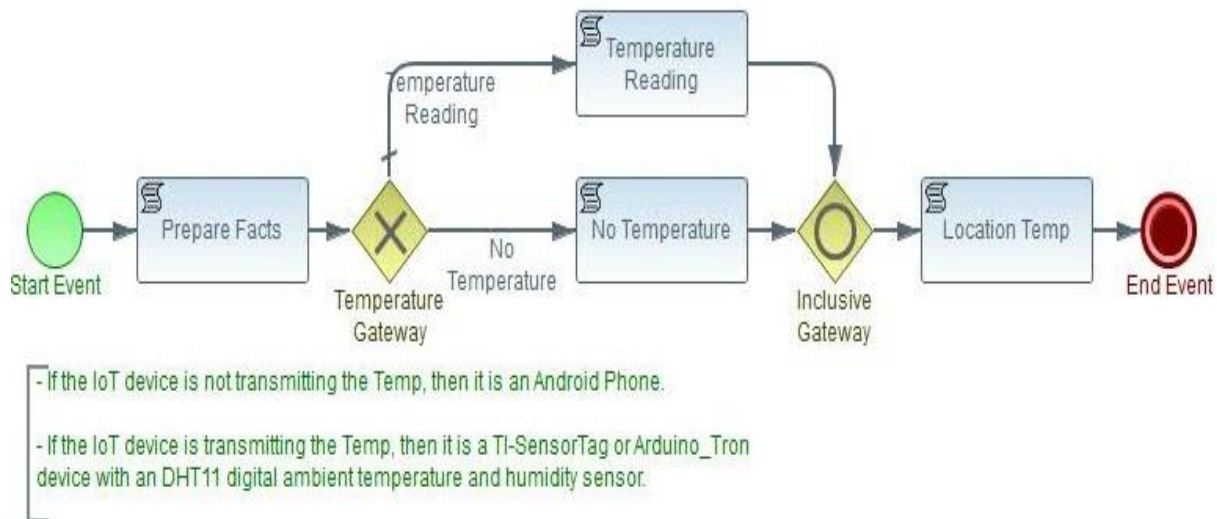 Temperature
Reading
Temperature
Reading
Prepare Facts
No Temperature
Location Temp
No
Temperature
Start Event
End Event
Temperature
Gateway
Inclusive
Gateway
- If the IoT device is not transmitting the Temp, then it is an Android Phone.
- If the IoT device is transmitting the Temp, then it is a TI-SensorTag or Arduino_Tron
device with an DHT11 digital ambient temperature and humidity sensor.